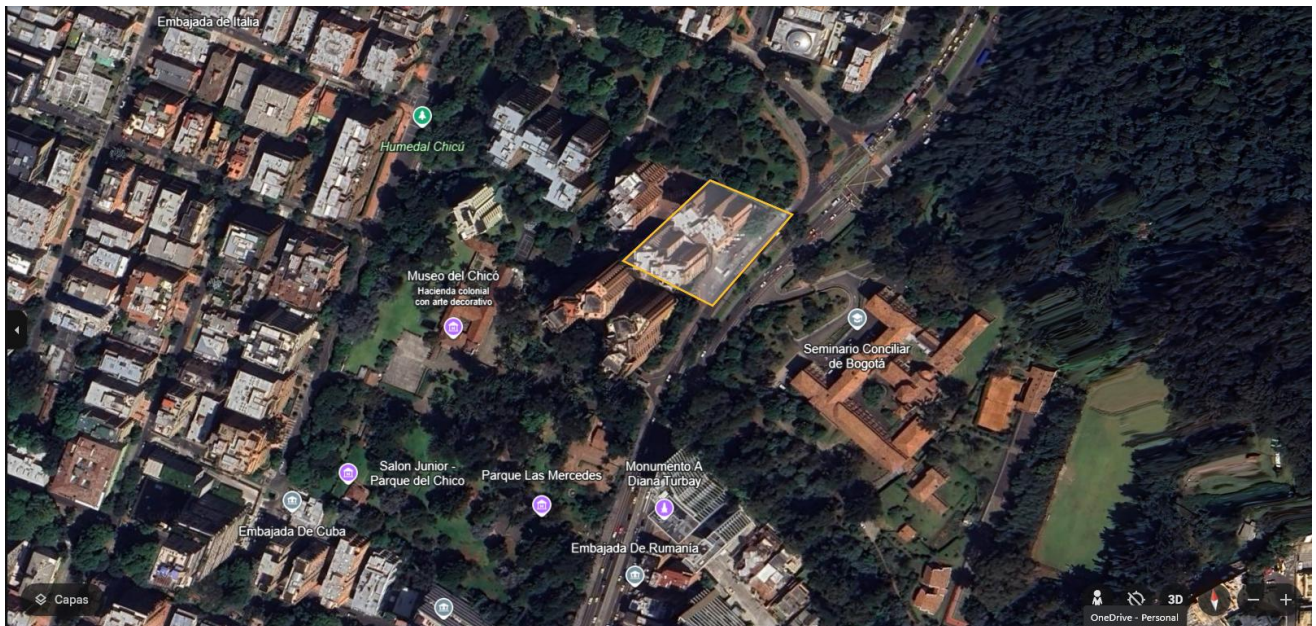 Embajada de Italia
Humedal Chicú
Museo del Chicó
Hacienda colonial
con arte decorativo
Seminario Conciliar
de Bogotá
Salon Junior -
Parque del Chico
Parque Las Mercedes
Monumento A
Diana Turbay
Embajada De Cuba
Embajada De Rumania
Capas
3D
OneDrive - Personal